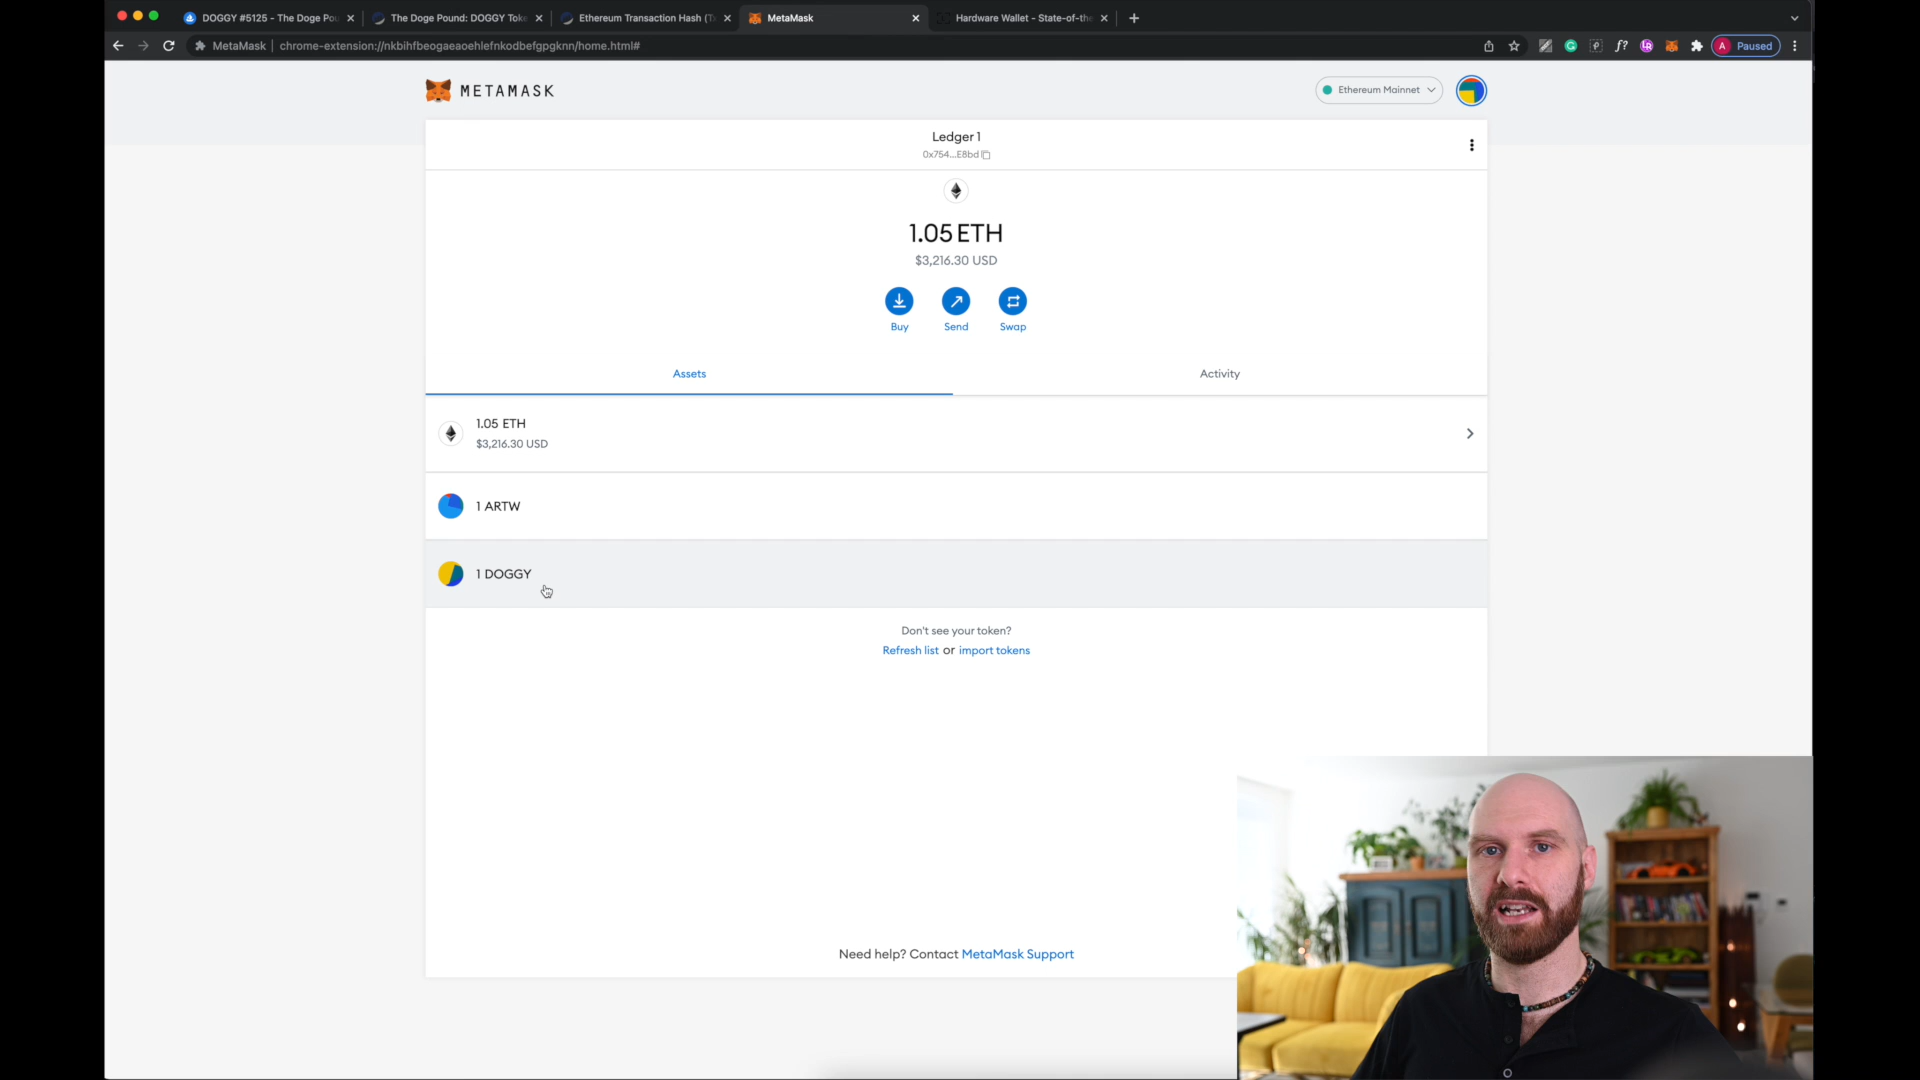 DOGGY #5125 - The Doge Pou
The Doge Pound: DOGGY Toke
Ethereum Transaction Hash (T
MetaMask
Hardware Wallet - State-of-the
MetaMask
chrome-extension://nkbihfbeogaeaoehlefnkodbefgpgknn/home.html#
f?
A Paused
METAMASK
Ethereum Mainnet
Ledger 1
0x754...E8bd
1.05 ETH
$3,216.30 USD
Buy
Send
Swap
Assets
Activity
1.05 ETH
$3,216.30 USD
1 ARTW
1 DOGGY
Don't see your token?
Refresh list or import tokens
Need help? Contact MetaMask Support